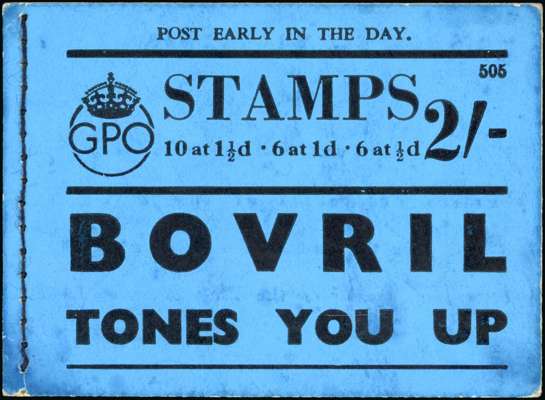 POST EARLY IN THE DAY.
505
GPO
STAMPS 2/-
10 at 1½d · 6 at 1d · 6 at ½d
BOVRIL
TONES YOU UP